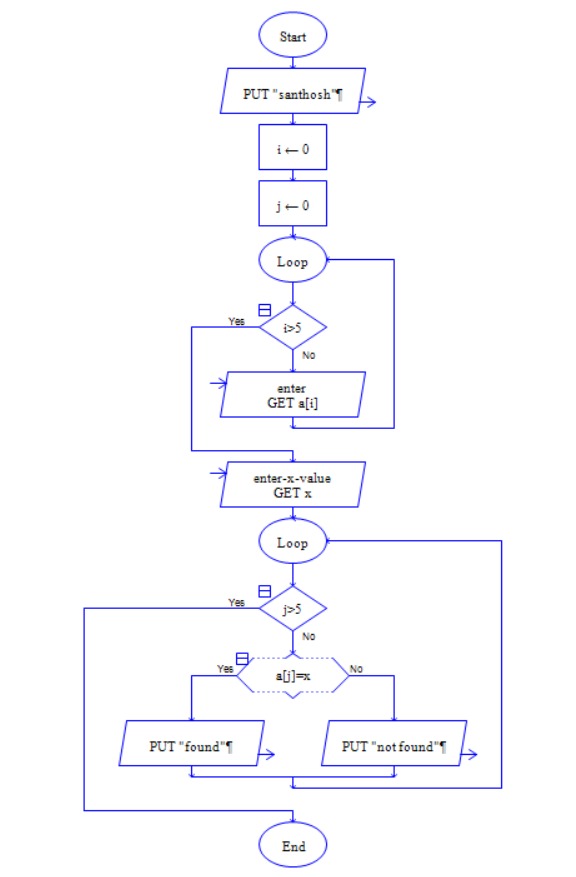 Start
PUT "santhosh"¶
i ← 0
j ← 0
Loop
i>5
Yes
No
enter
GET a[i]
enter-x-value
GET x
Loop
j>5
Yes
No
a[j]=x
Yes
No
PUT "found"¶
PUT "not found"¶
End